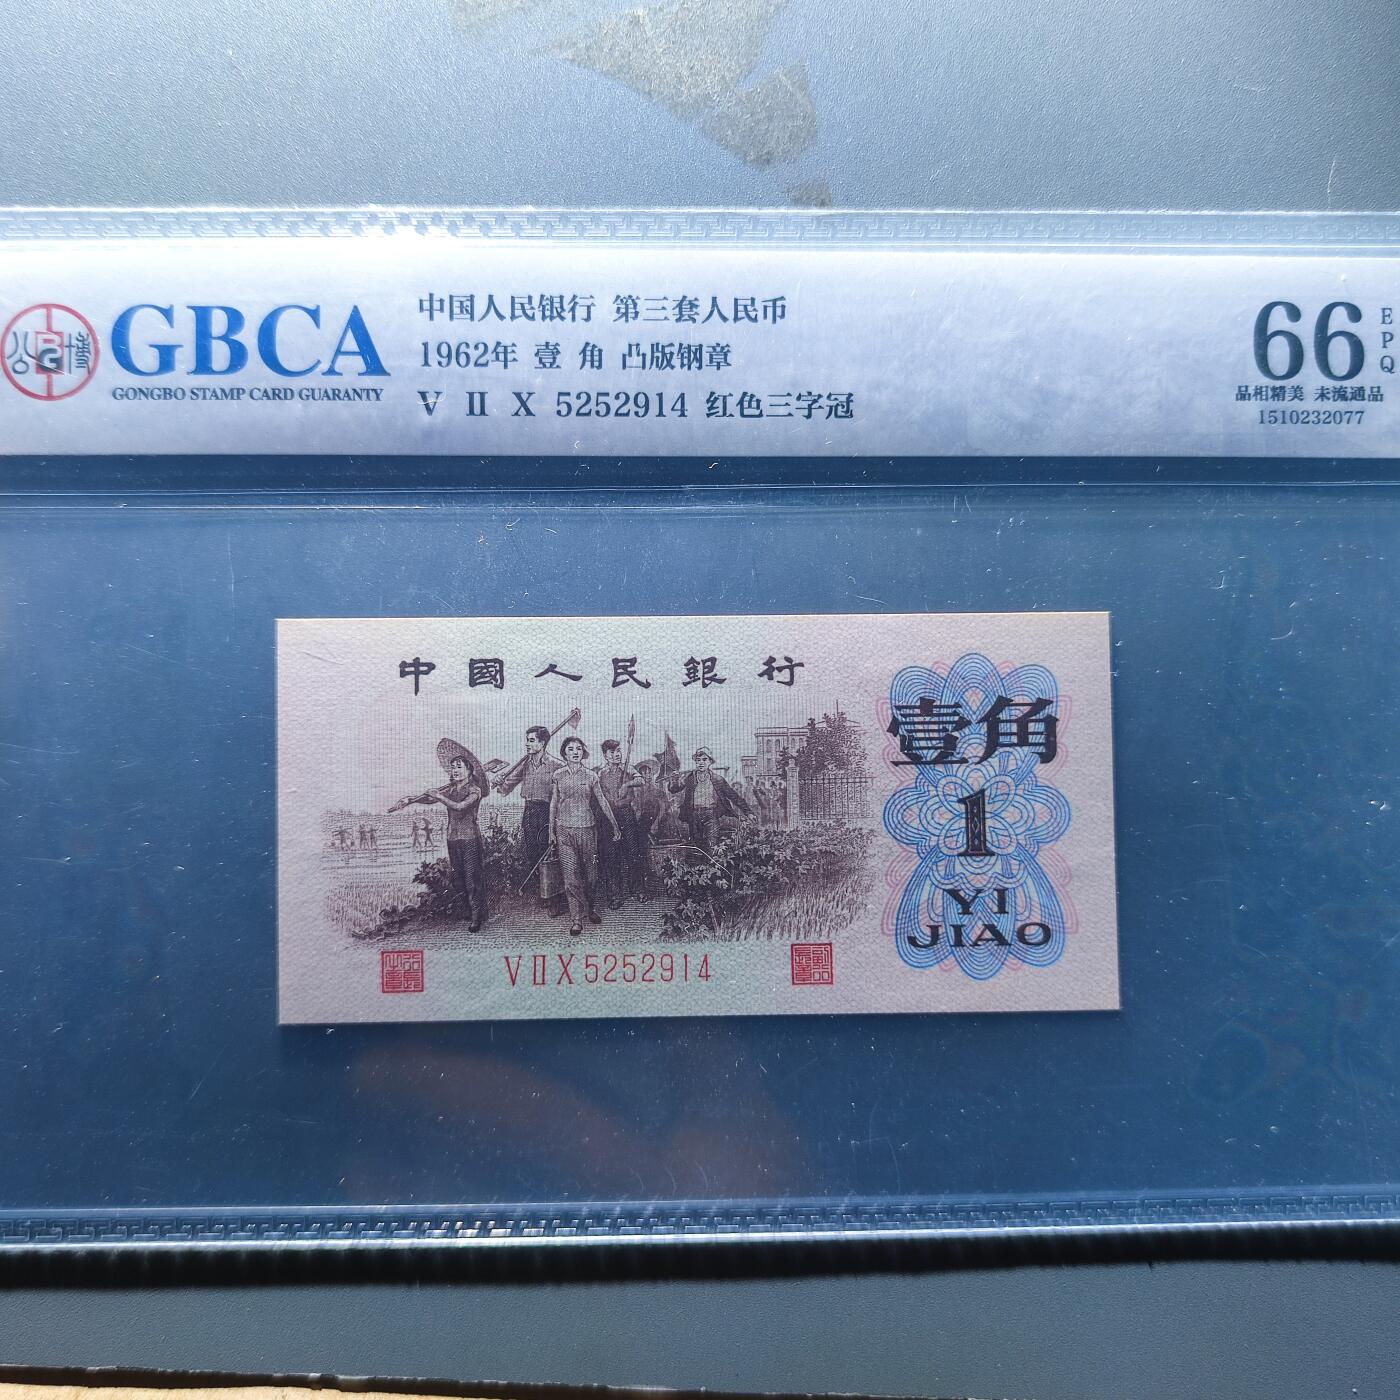 GBCA
GONGBO STAMP CARD GUARANTY
中国人民银行 第三套人民币
1962年 壹 角 凸版钢章
V II X 5252914 红色三字冠
66
EPQ
品相精美 未流通品
1510232077
中國人民銀行
壹角
1
YI
JIAO
VIIX5252914